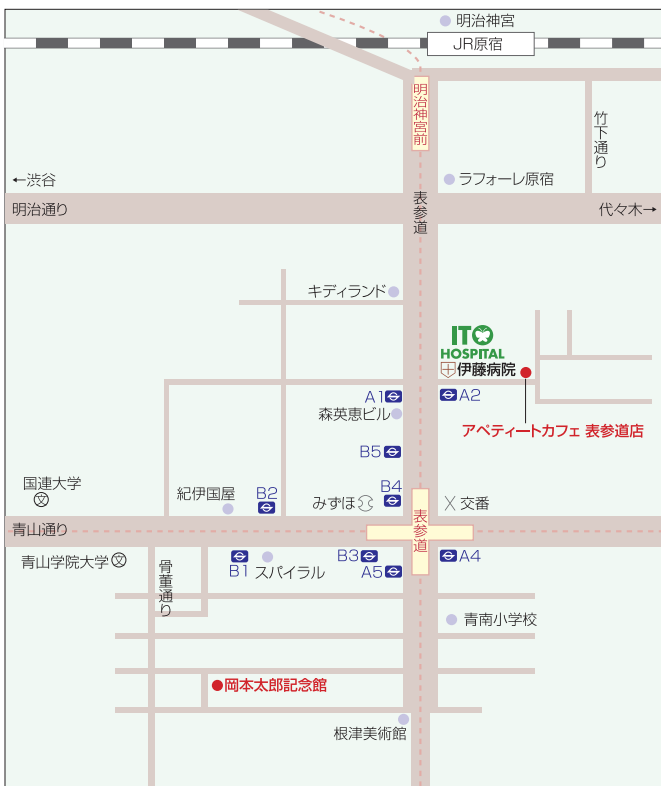 明治神宮
JR原宿
明治神宮前
竹下通り
←渋谷
ラフォーレ原宿
明治通り
表参道
代々木→
キディランド
ITO
HOSPITAL
伊藤病院
A1
A2
森英恵ビル
アペティートカフェ 表参道店
B5
国連大学
文
紀伊国屋
B2
みずほ
B4
交番
青山通り
表参道
青山学院大学
文
骨董通り
B1
スパイラル
B3
A5
A4
青南小学校
岡本太郎記念館
根津美術館